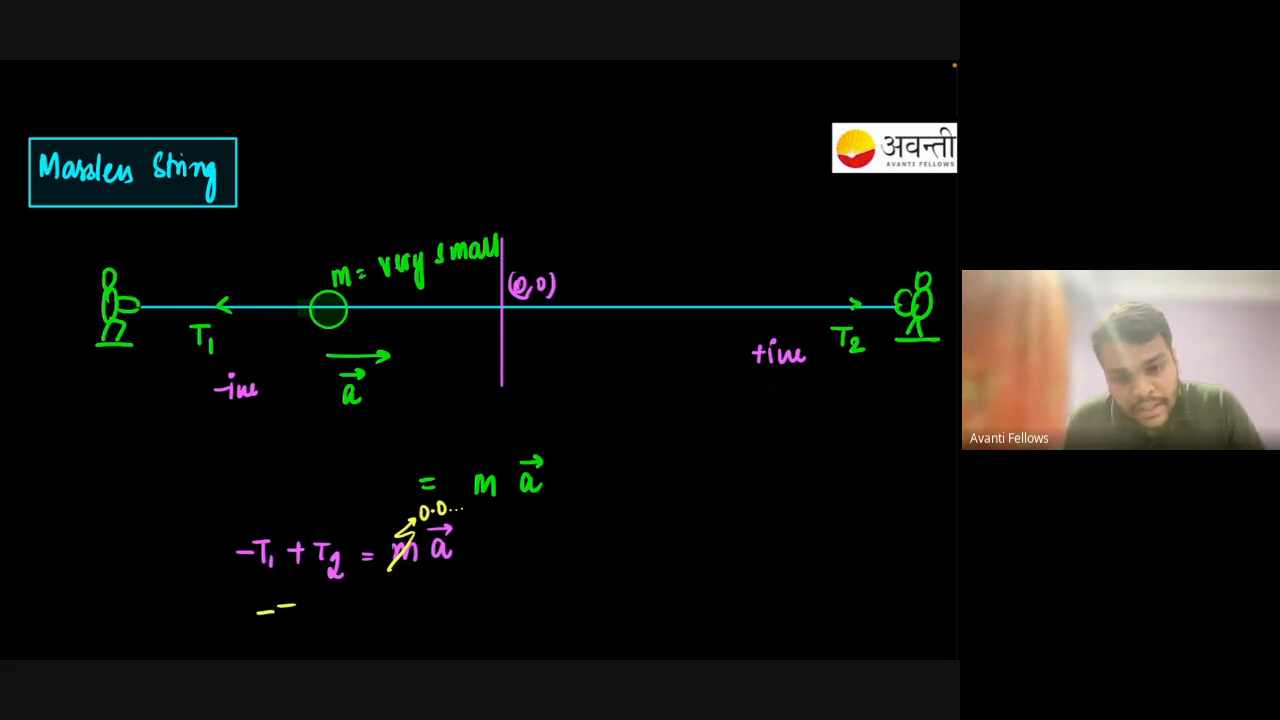 Massless String
अवन्ती
AVANTI FELLOWS
m = very small
(0,0)
T₁
T₂
-ive
+ive
a⃗
= m a⃗
0.0...
-T₁ + T₂ = m a⃗
Avanti Fellows